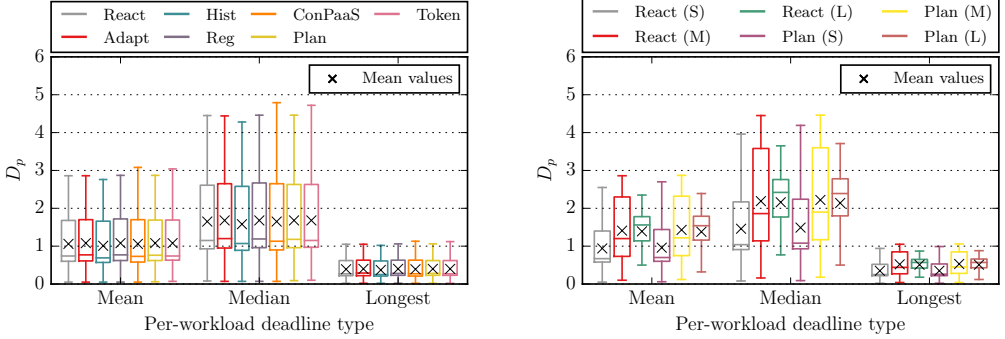 React Hist ConPaaS Token
Adapt Reg Plan
× Mean values
D_p
6
5
4
3
2
1
0
Mean Median Longest
Per-workload deadline type
React (S) React (L) Plan (M)
React (M) Plan (S) Plan (L)
× Mean values
D_p
6
5
4
3
2
1
0
Mean Median Longest
Per-workload deadline type